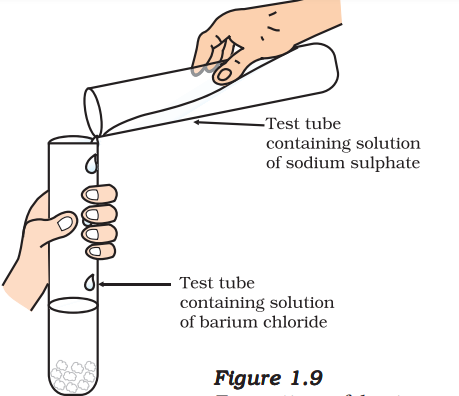 Test tube
containing solution
of sodium sulphate
Test tube
containing solution
of barium chloride
Figure 1.9